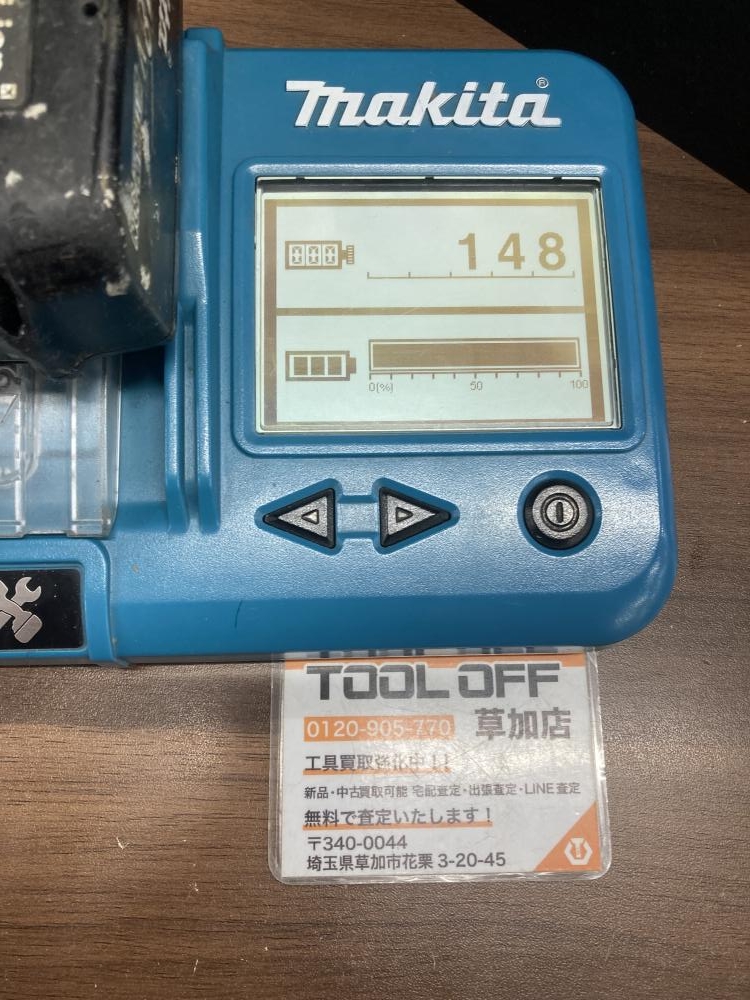 makita®
000
148
0(%) 50 100
TOOL OFF
0120-905-770 草加店
工具買取強化中!!
新品・中古買取可能 宅配査定・出張査定・LINE査定
無料で査定いたします!
〒340-0044
埼玉県草加市花栗3-20-45